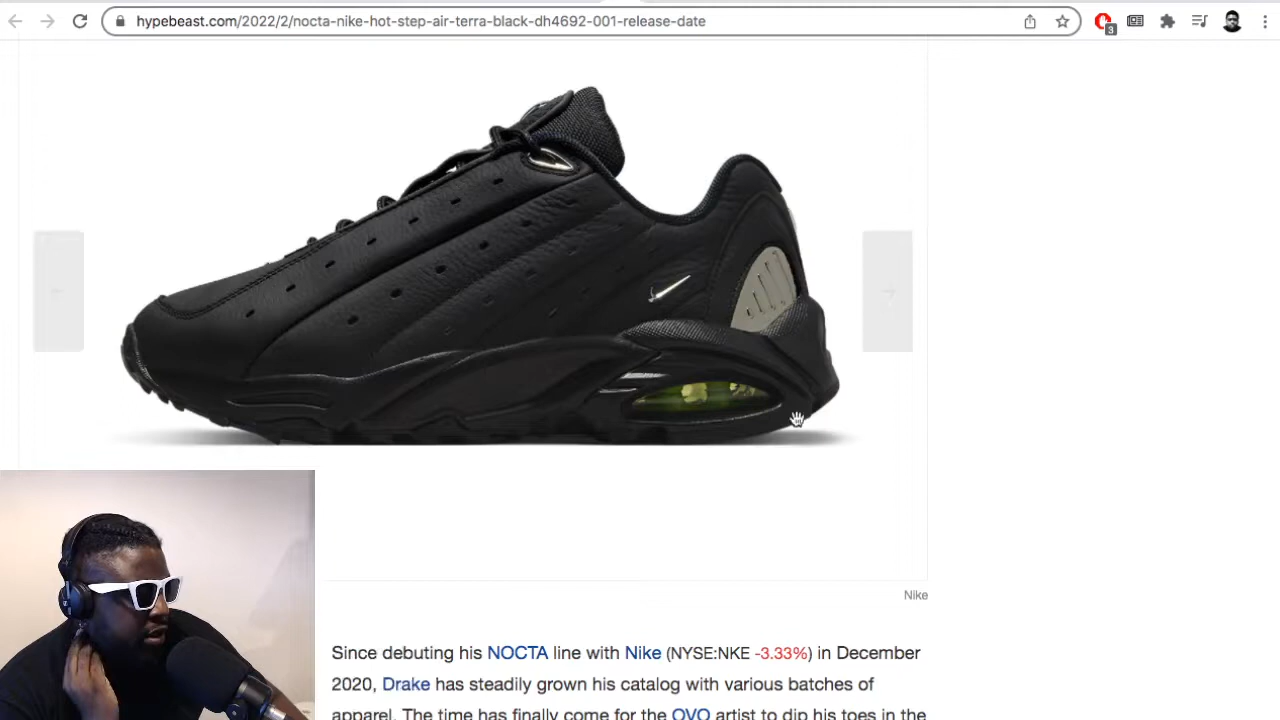 hypebeast.com/2022/2/nocta-nike-hot-step-air-terra-black-dh4692-001-release-date
3
Nike
Since debuting his NOCTA line with Nike (NYSE:NKE -3.33%) in December
2020, Drake has steadily grown his catalog with various batches of
apparel. The time has finally come for the OVO artist to dip his toes in the